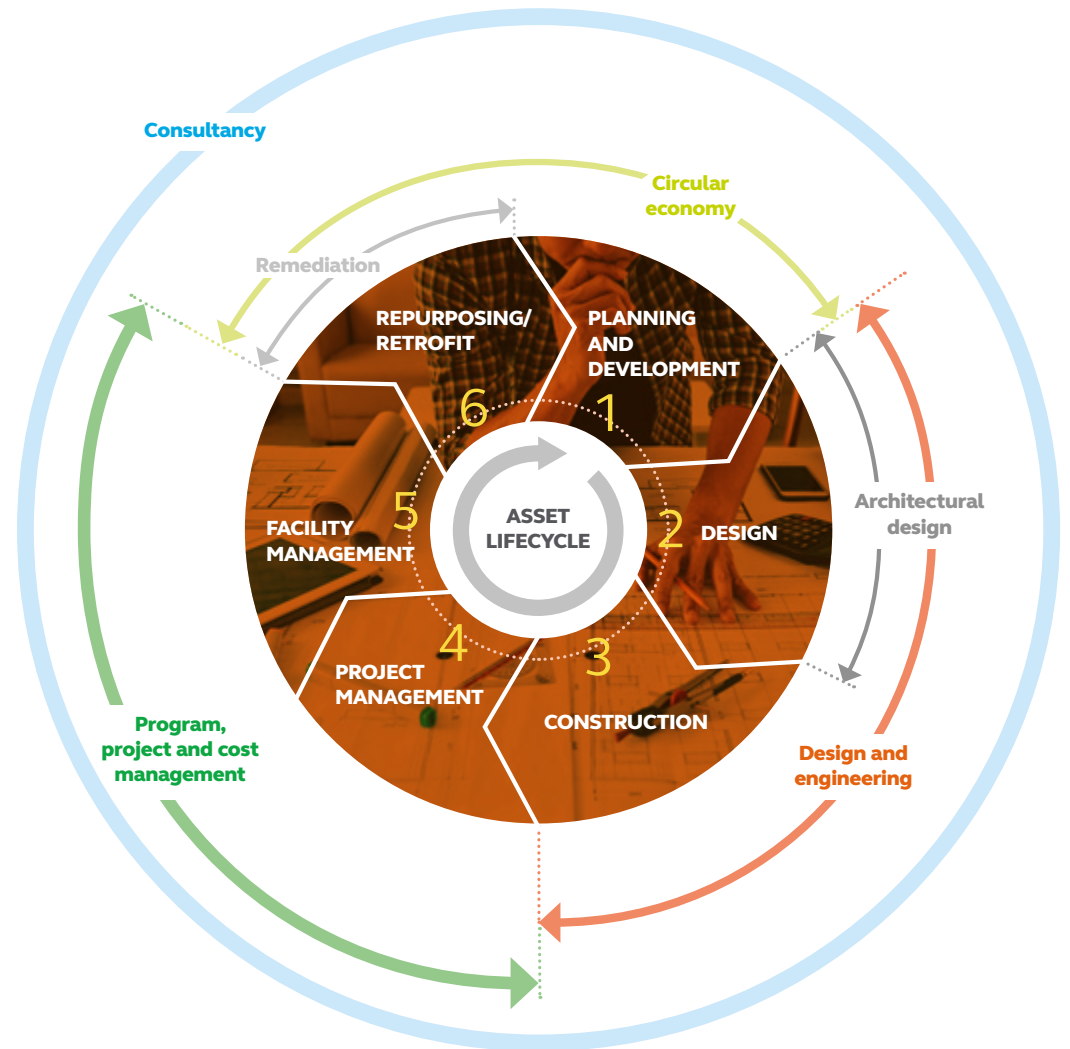 Consultancy
Circular
economy
Remediation
REPURPOSING/
RETROFIT
PLANNING
AND
DEVELOPMENT
6
1
5
2
ASSET
LIFECYCLE
FACILITY
MANAGEMENT
DESIGN
Architectural
design
4
3
PROJECT
MANAGEMENT
CONSTRUCTION
Program,
project and cost
management
Design and
engineering